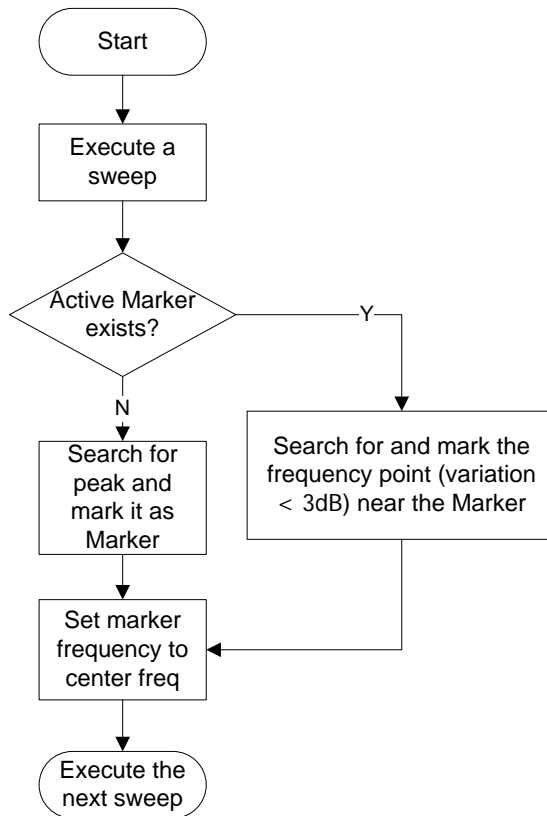 Start
Execute a
sweep
Active Marker
exists?
Y
N
Search for
peak and
mark it as
Marker
Search for and mark the
frequency point (variation
< 3dB) near the Marker
Set marker
frequency to
center freq
Execute the
next sweep